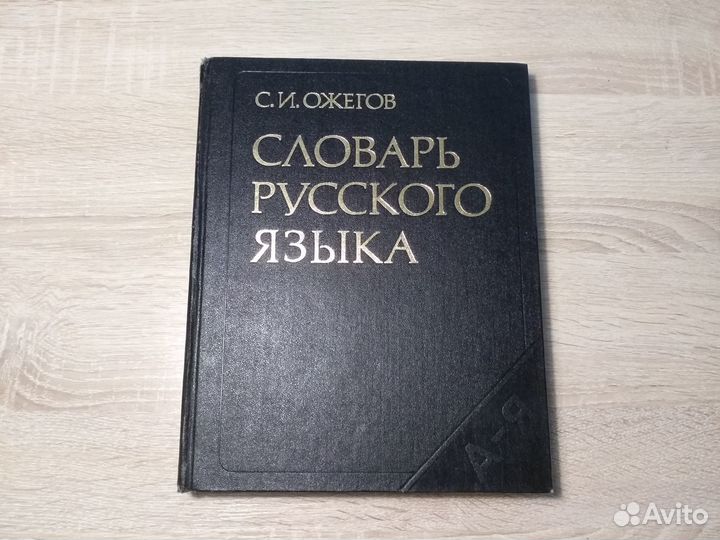 С. И. ОЖЕГОВ
СЛОВАРЬ
РУССКОГО
ЯЗЫКА
А-Я
Avito